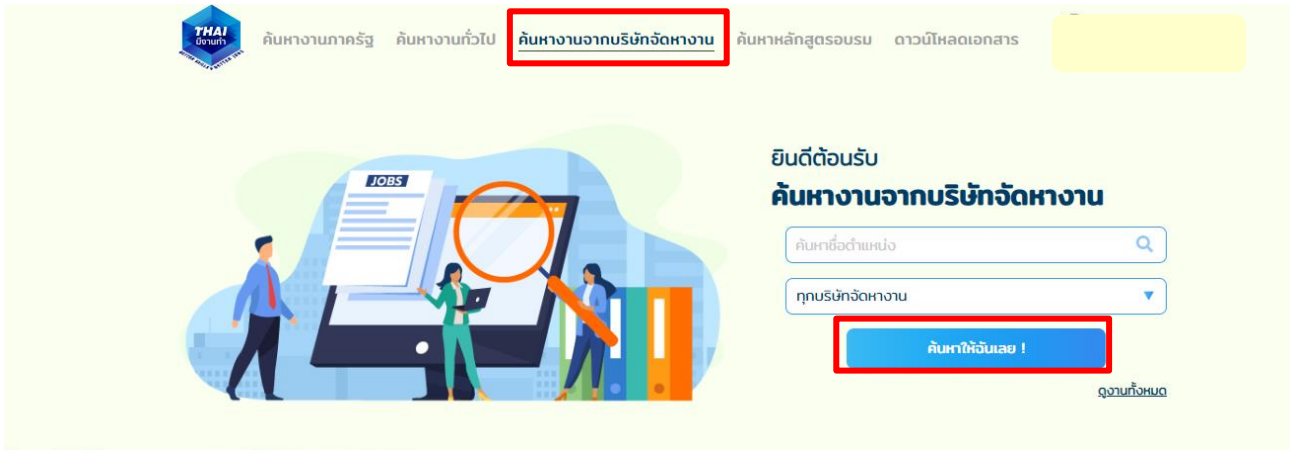 THAI
มีงานทำ
ค้นหางานภาครัฐ ค้นหางานทั่วไป ค้นหางานจากบริษัทจัดหางาน ค้นหาหลักสูตรอบรม ดาวน์โหลดเอกสาร
JOBS
ยินดีต้อนรับ
ค้นหางานจากบริษัทจัดหางาน
ค้นหาชื่อตำแหน่ง
ทุกบริษัทจัดหางาน
ค้นหาให้ฉันเลย !
ดูงานทั้งหมด